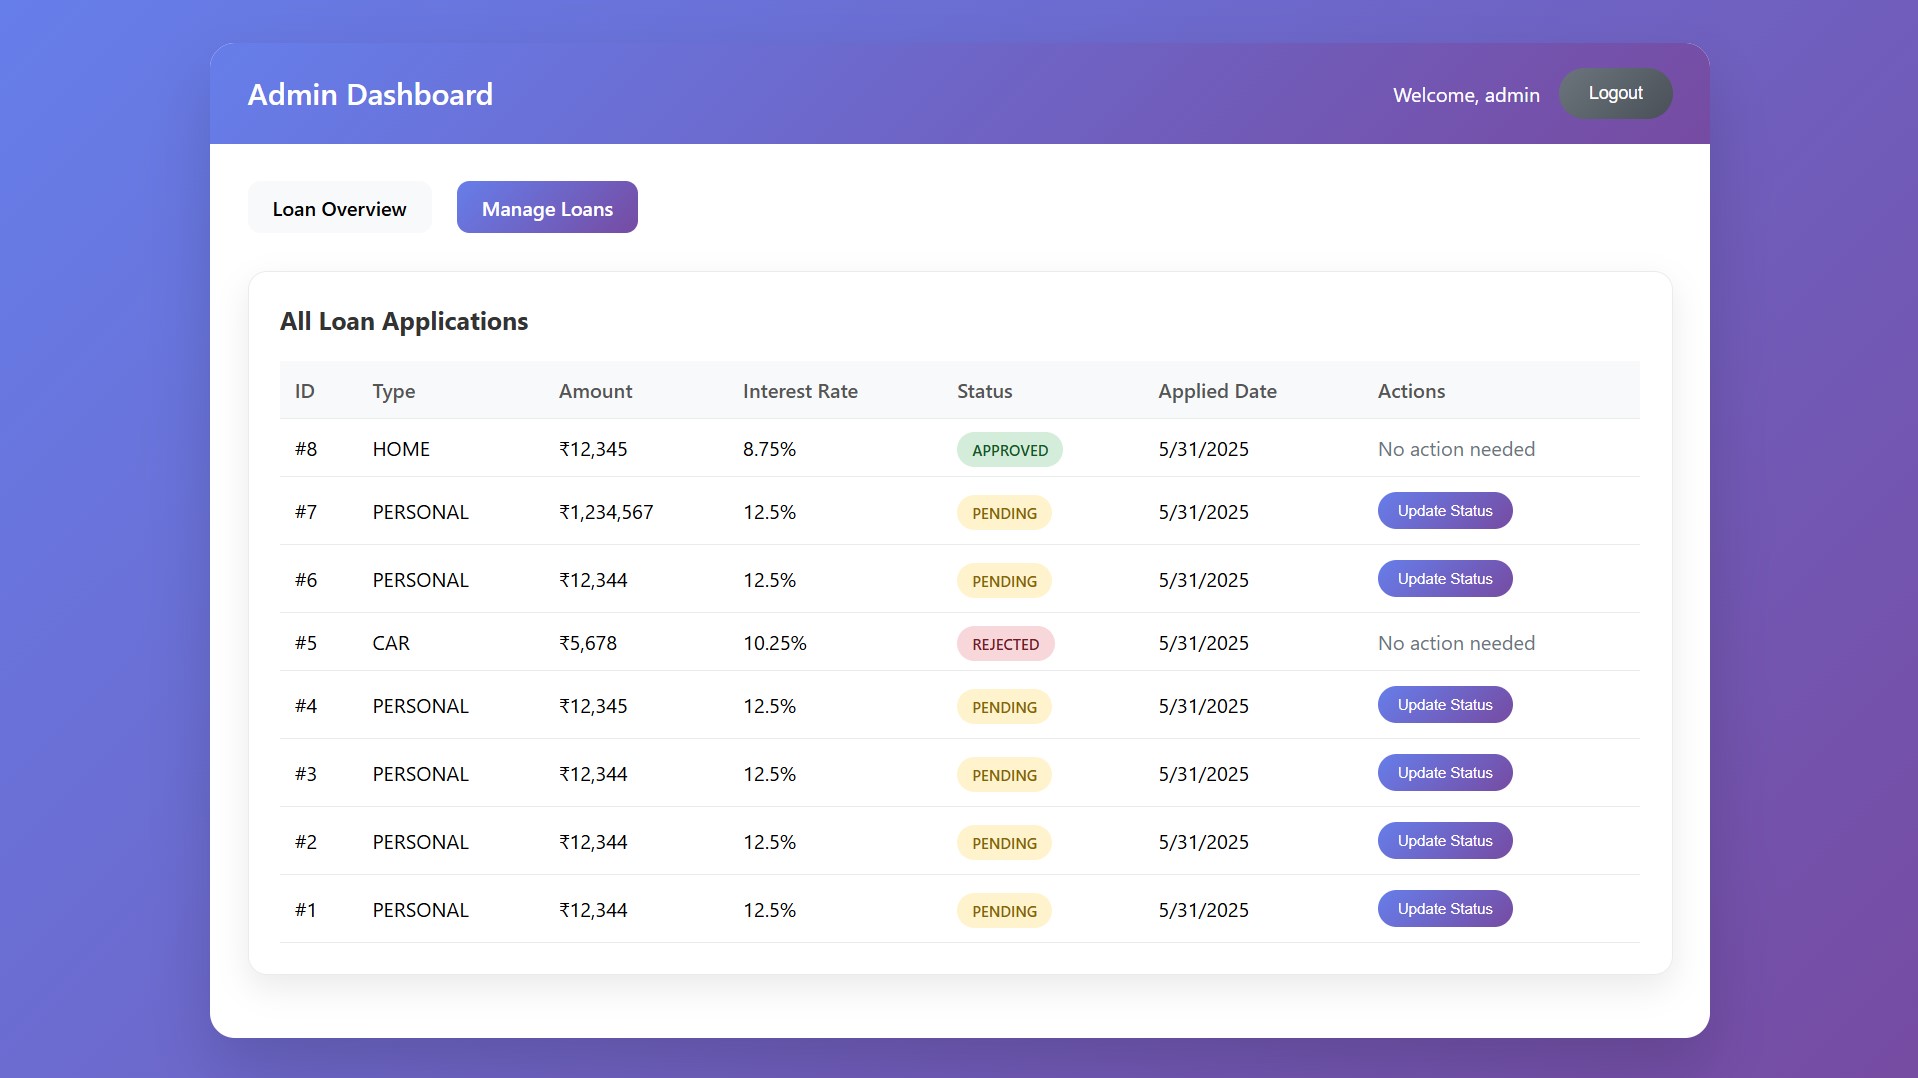 Admin Dashboard
Welcome, admin
Logout
Loan Overview
Manage Loans
All Loan Applications
ID Type Amount Interest Rate Status Applied Date Actions
#8 HOME ₹12,345 8.75% APPROVED 5/31/2025 No action needed
#7 PERSONAL ₹1,234,567 12.5% PENDING 5/31/2025 Update Status
#6 PERSONAL ₹12,344 12.5% PENDING 5/31/2025 Update Status
#5 CAR ₹5,678 10.25% REJECTED 5/31/2025 No action needed
#4 PERSONAL ₹12,345 12.5% PENDING 5/31/2025 Update Status
#3 PERSONAL ₹12,344 12.5% PENDING 5/31/2025 Update Status
#2 PERSONAL ₹12,344 12.5% PENDING 5/31/2025 Update Status
#1 PERSONAL ₹12,344 12.5% PENDING 5/31/2025 Update Status